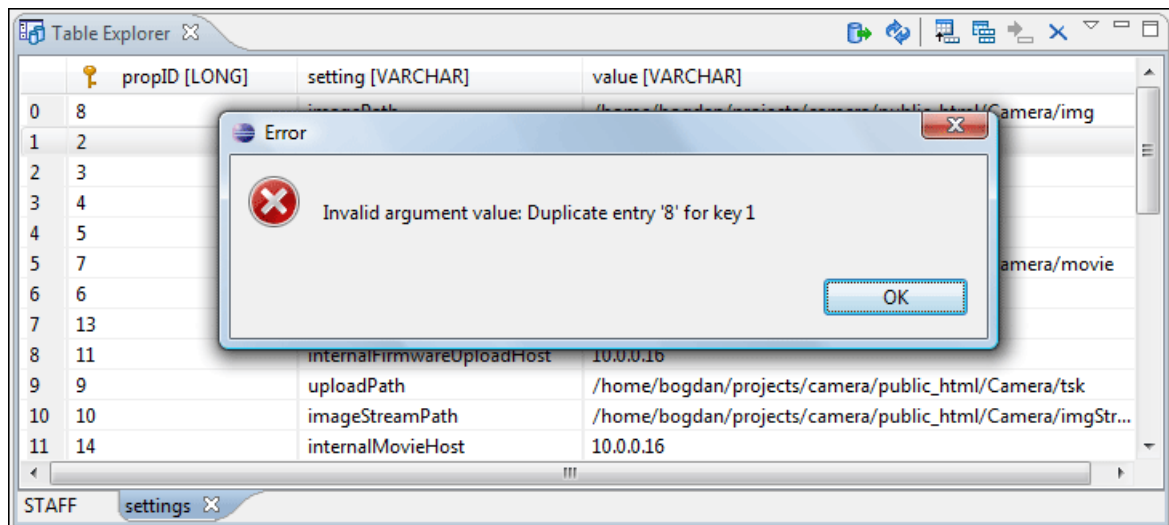 Table Explorer
propID [LONG] setting [VARCHAR] value [VARCHAR]
0 8 imagePath /home/bogdan/projects/camera/public_html/Camera/img
1 2
2 3
3 4
4 5
5 7 amera/movie
6 6
7 13
8 11 internalFirmwareUploadHost 10.0.0.16
9 9 uploadPath /home/bogdan/projects/camera/public_html/Camera/tsk
10 10 imageStreamPath /home/bogdan/projects/camera/public_html/Camera/imgStr...
11 14 internalMovieHost 10.0.0.16
Error
Invalid argument value: Duplicate entry '8' for key 1
OK
STAFF settings